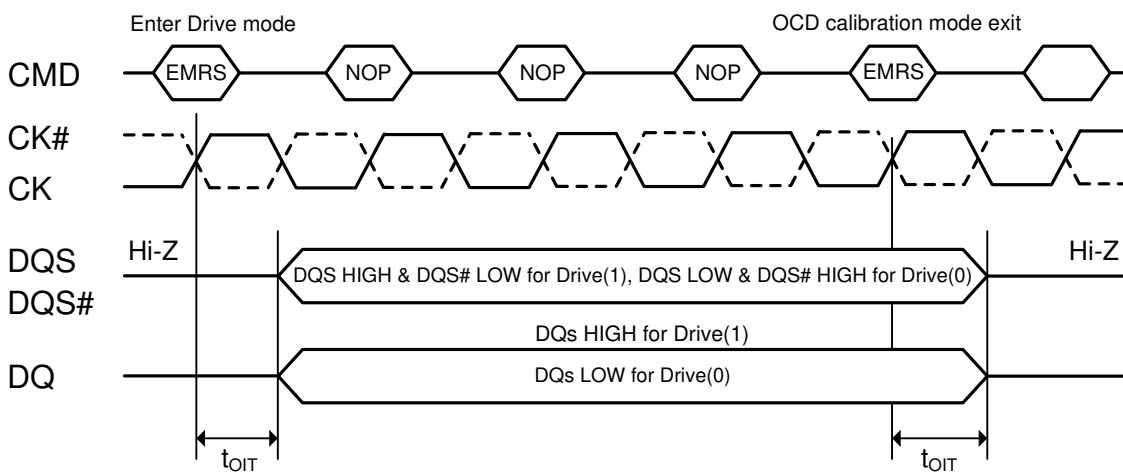 Enter Drive mode
OCD calibration mode exit
CMD
EMRS
NOP
NOP
NOP
EMRS
CK#
CK
DQS
DQS#
Hi-Z
DQS HIGH & DQS# LOW for Drive(1), DQS LOW & DQS# HIGH for Drive(0)
Hi-Z
DQs HIGH for Drive(1)
DQ
DQs LOW for Drive(0)
tOIT
tOIT